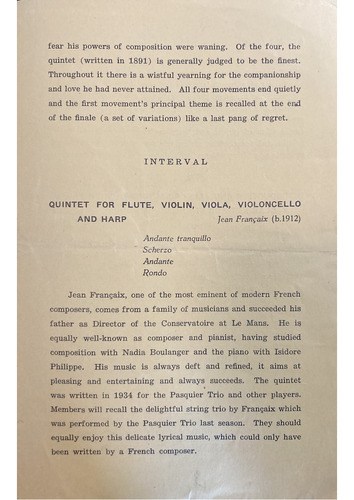 fear his powers of composition were waning. Of the four, the
quintet (written in 1891) is generally judged to be the finest.
Throughout it there is a wistful yearning for the companionship
and love he had never attained. All four movements end quietly
and the first movement's principal theme is recalled at the end
of the finale (a set of variations) like a last pang of regret.
INTERVAL
QUINTET FOR FLUTE, VIOLIN, VIOLA, VIOLONCELLO
AND HARP Jean Françaix (b.1912)
Andante tranquillo
Scherzo
Andante
Rondo
Jean Françaix, one of the most eminent of modern French
composers, comes from a family of musicians and succeeded his
father as Director of the Conservatoire at Le Mans. He is
equally well-known as composer and pianist, having studied
composition with Nadia Boulanger and the piano with Isidore
Philippe. His music is always deft and refined, it aims at
pleasing and entertaining and always succeeds. The quintet
was written in 1934 for the Pasquier Trio and other players.
Members will recall the delightful string trio by Françaix which
was performed by the Pasquier Trio last season. They should
equally enjoy this delicate lyrical music, which could only have
been written by a French composer.